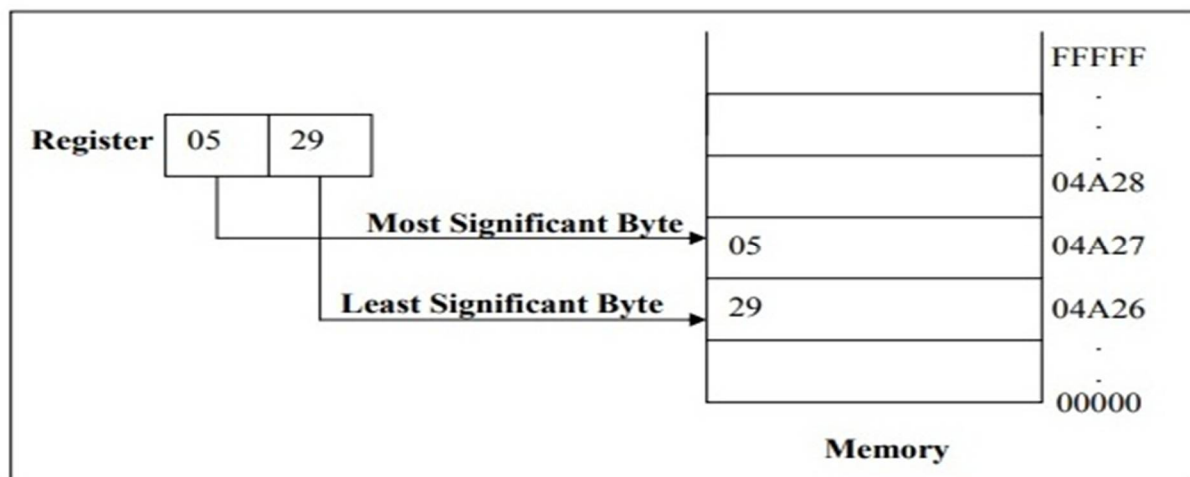 FFFFF
.
.
.
Register 05 29
04A28
Most Significant Byte
05 04A27
Least Significant Byte
29 04A26
.
.
00000
Memory